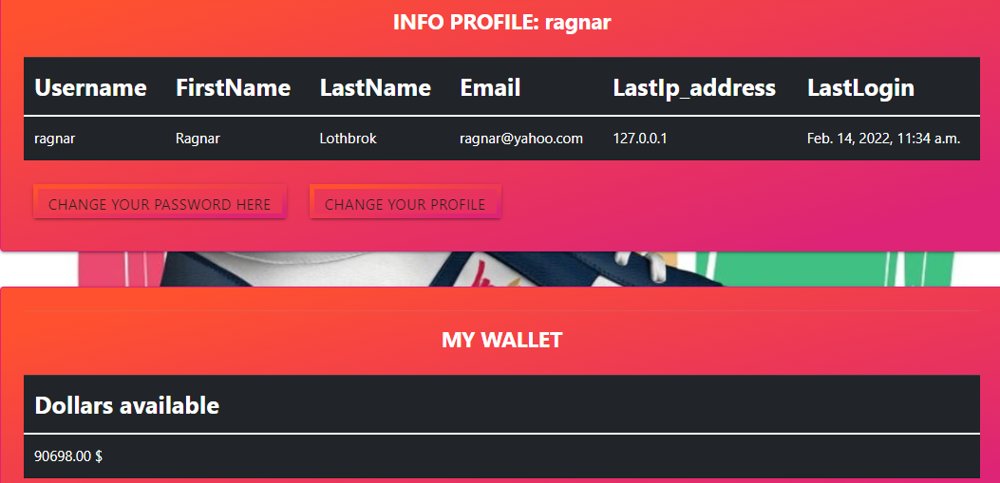 INFO PROFILE: ragnar
Username FirstName LastName Email LastIp_address LastLogin
ragnar Ragnar Lothbrok ragnar@yahoo.com 127.0.0.1 Feb. 14, 2022, 11:34 a.m.
CHANGE YOUR PASSWORD HERE CHANGE YOUR PROFILE
MY WALLET
Dollars available
90698.00 $